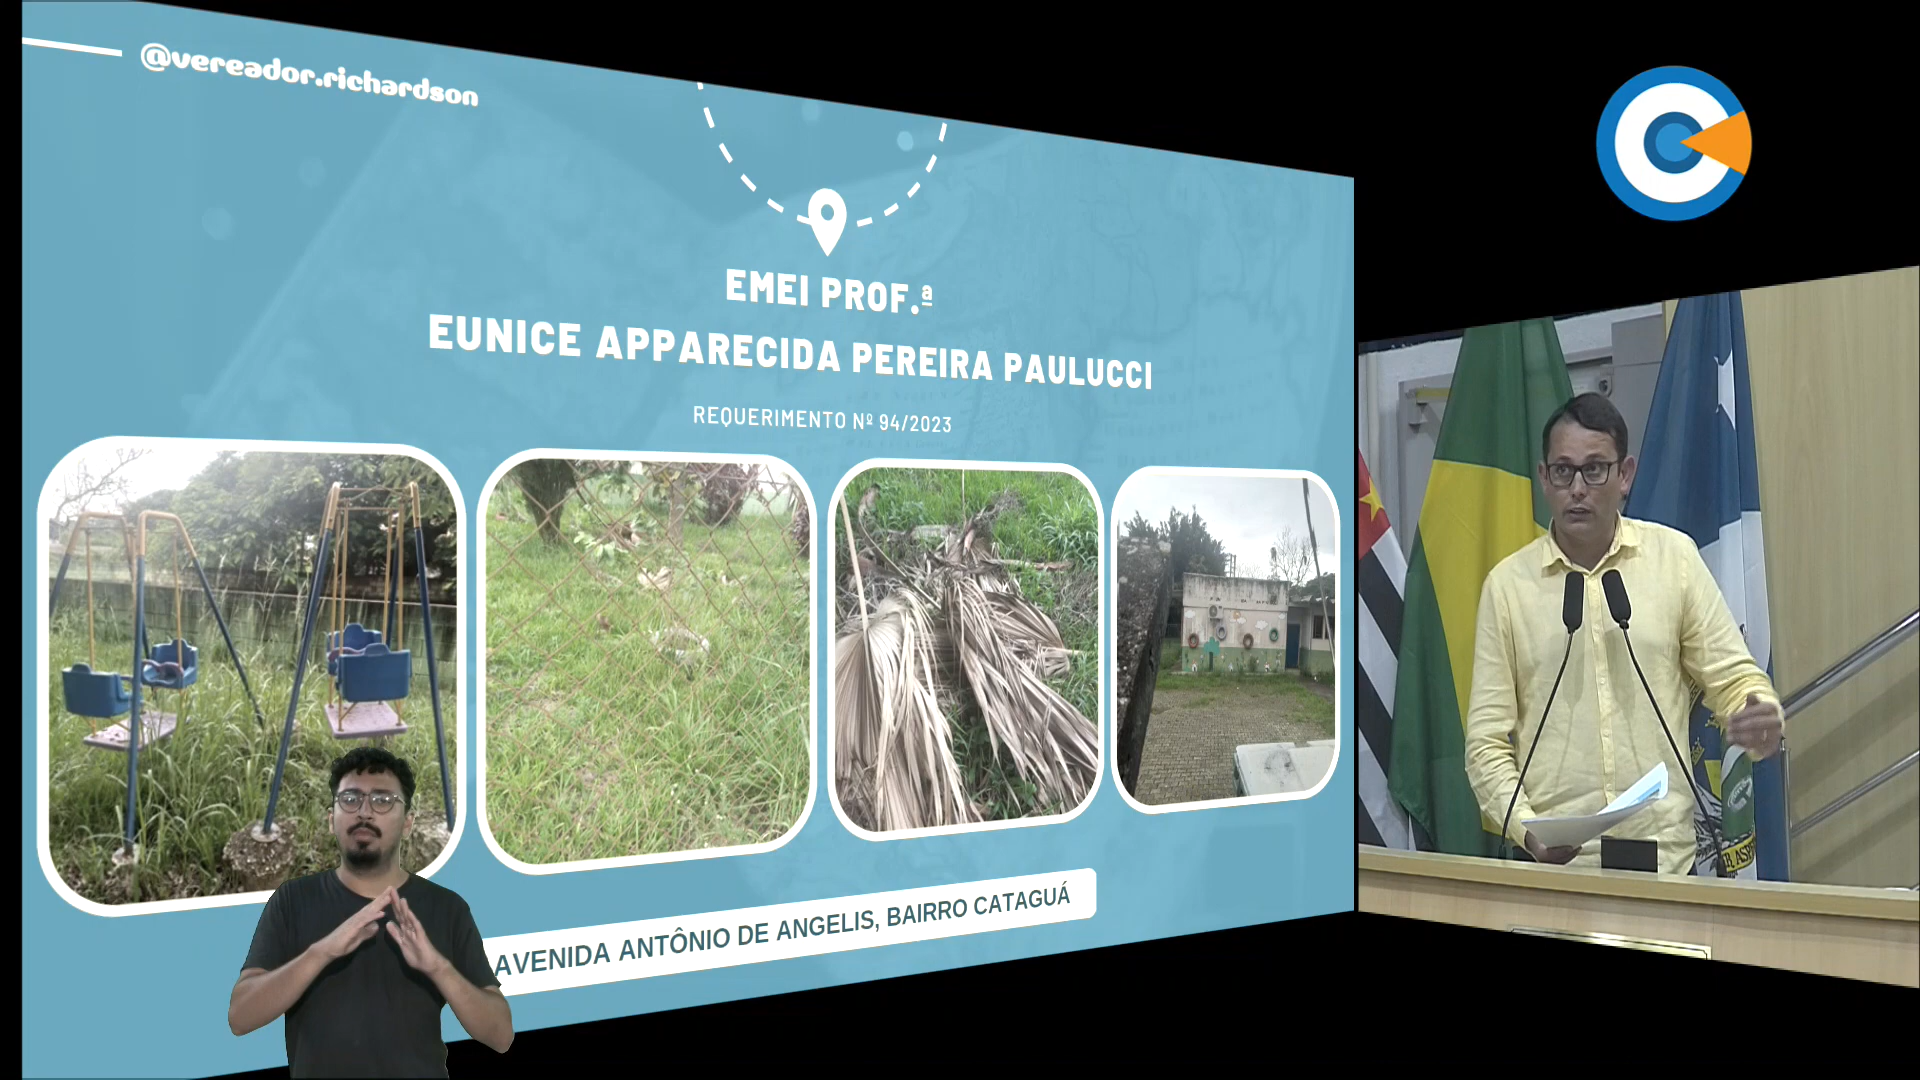 @vereador.richardson
EMEI PROF.ª
EUNICE APPARECIDA PEREIRA PAULUCCI
REQUERIMENTO Nº 94/2023
AVENIDA ANTÔNIO DE ANGELIS, BAIRRO CATAGUÁ